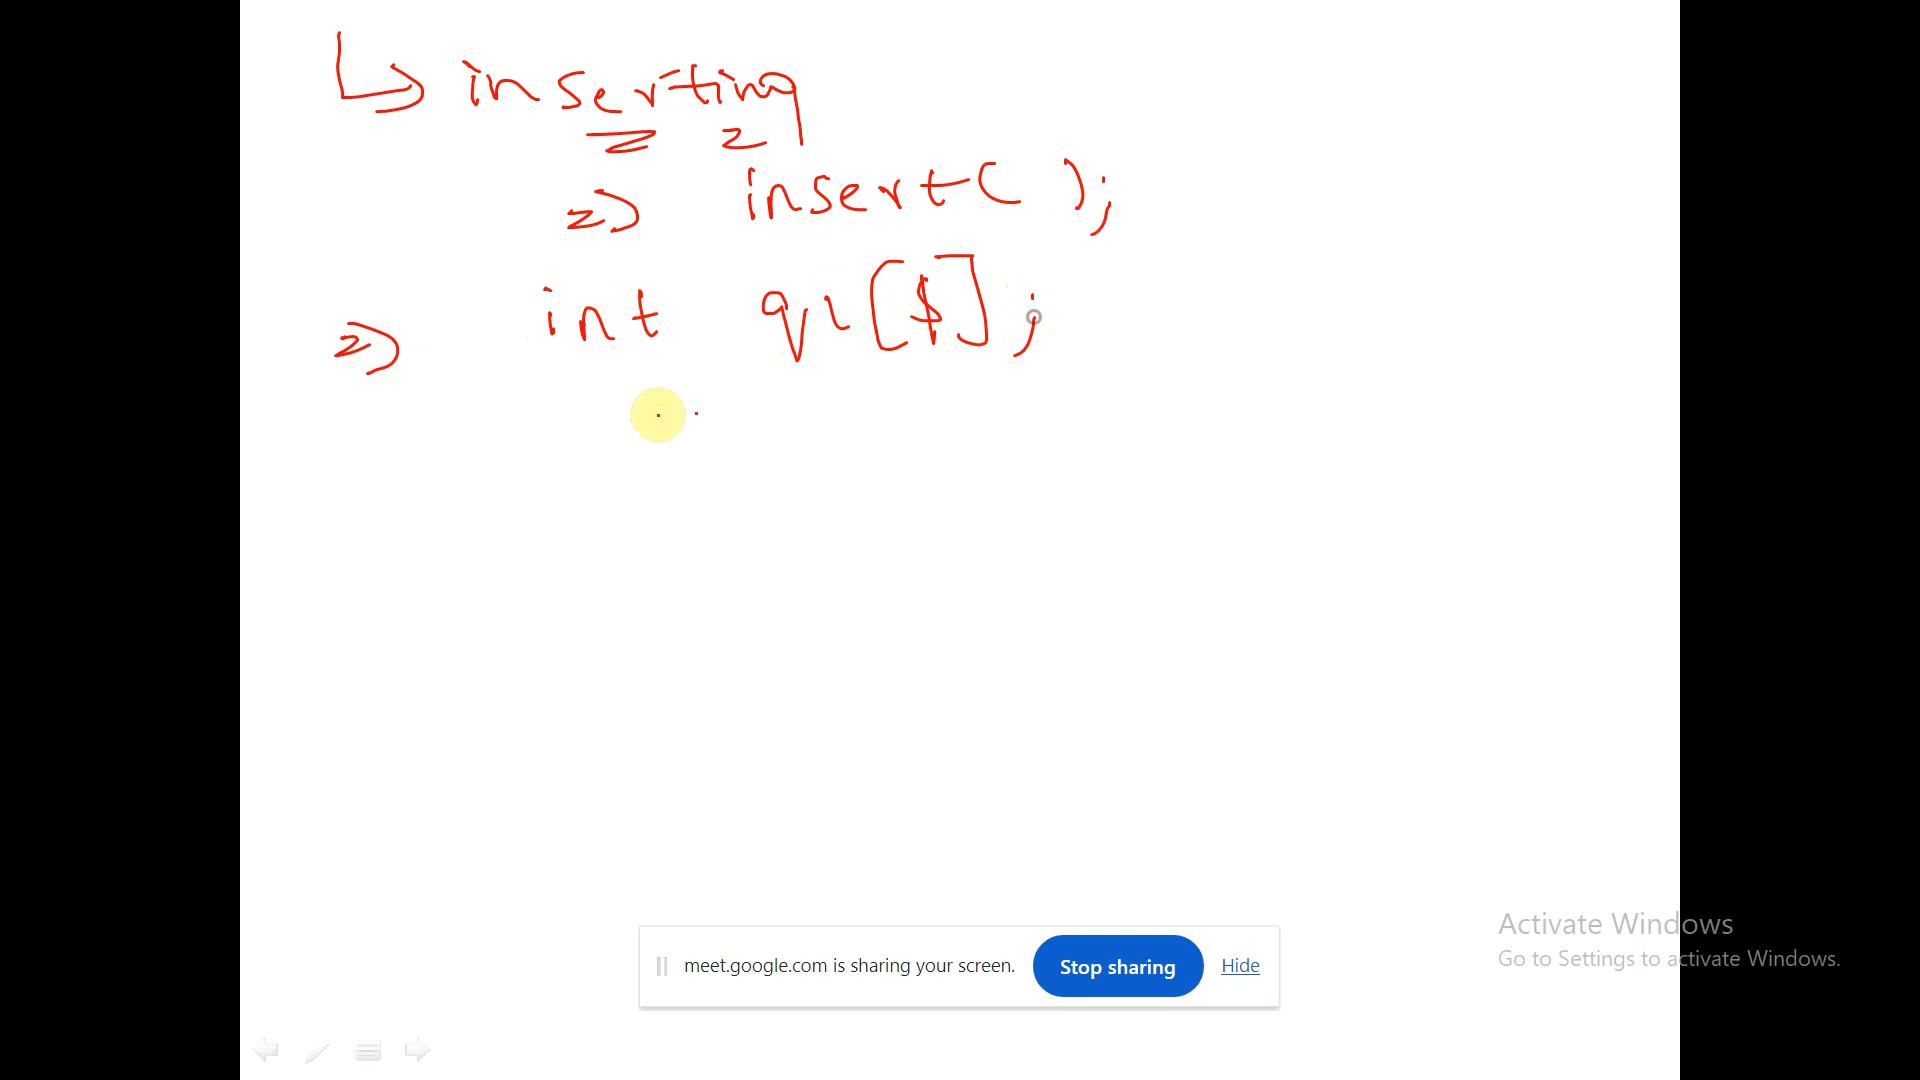 ↳ inserting
⇒ insert( );
⇒ int q1[$];
meet.google.com is sharing your screen. Stop sharing Hide
Activate Windows
Go to Settings to activate Windows.